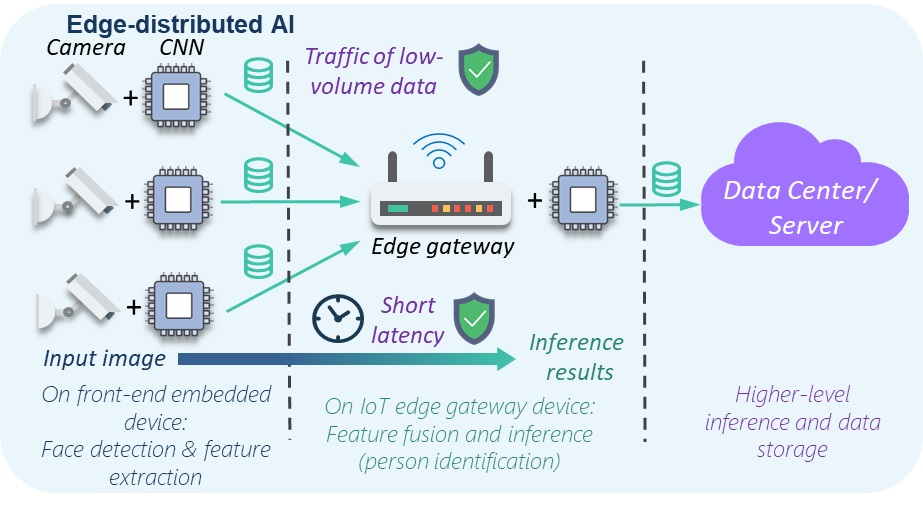 Edge-distributed AI
Camera
CNN
Traffic of low-
volume data
Edge gateway
Data Center/
Server
Short
latency
Input image
Inference
results
On front-end embedded
device:
Face detection & feature
extraction
On IoT edge gateway device:
Feature fusion and inference
(person identification)
Higher-level
inference and data
storage